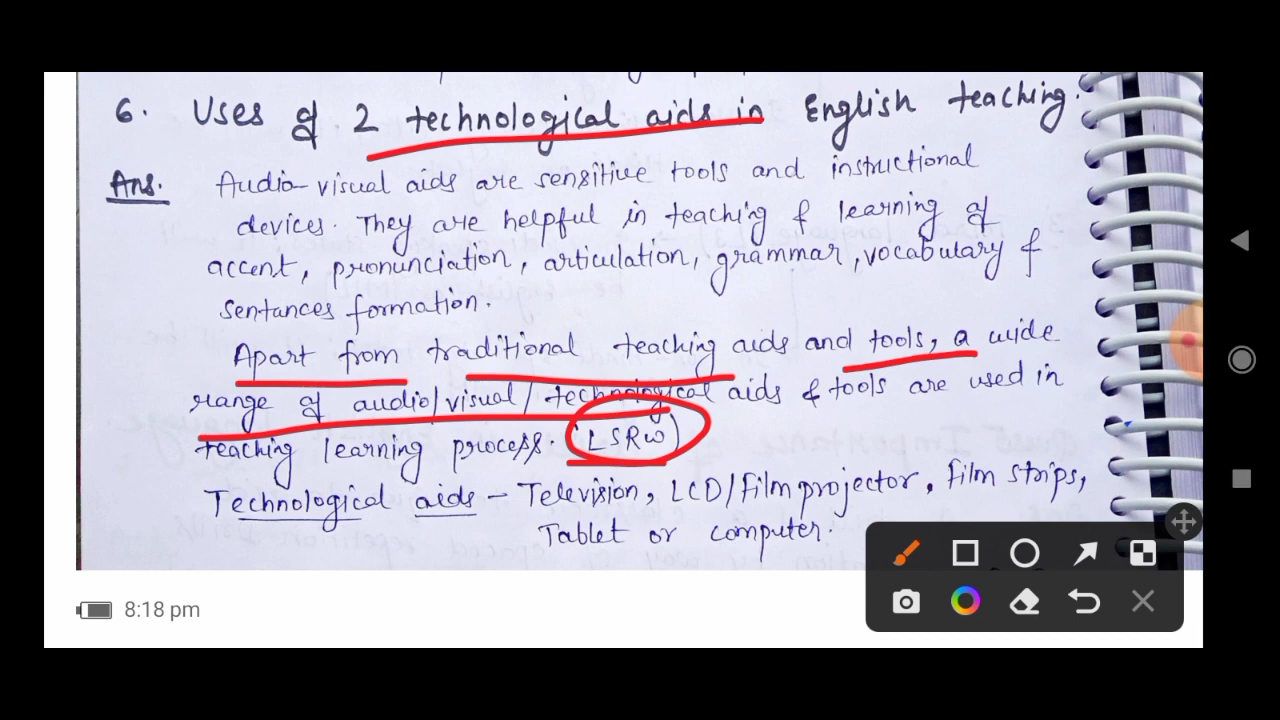 6. Uses of 2 technological aids in English teaching.
Ans. Audio-visual aids are sensitive tools and instructional
devices. They are helpful in teaching & learning of
accent, pronunciation, articulation, grammar, vocabulary &
sentances formation.
Apart from traditional teaching aids and tools, a wide
range of audio/visual/technological aids & tools are used in
teaching learning process. (LSRW)
Technological aids - Television, LCD/Film projector, film strips,
Tablet or computer.
8:18 pm